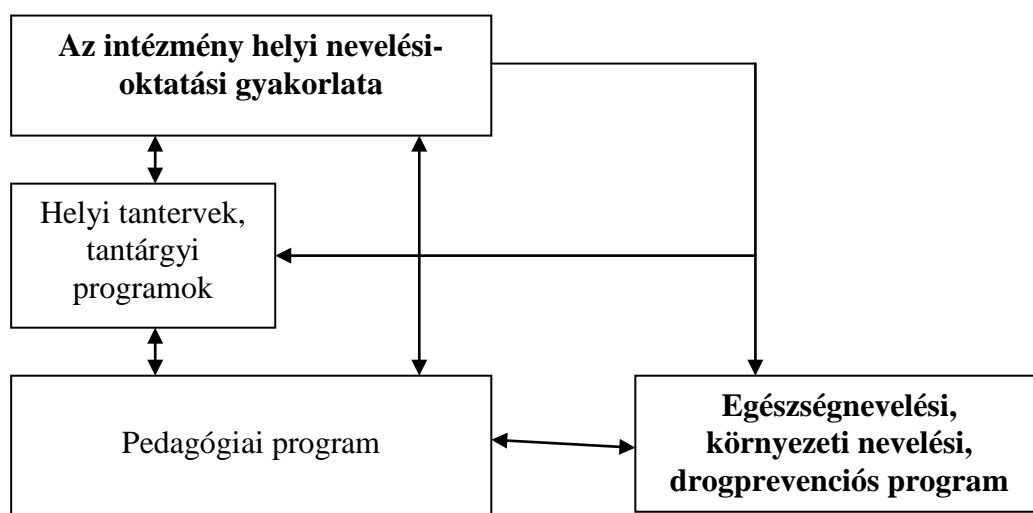 Az intézmény helyi nevelési-
oktatási gyakorlata
Helyi tantervek,
tantárgyi
programok
Pedagógiai program
Egészségnevelési,
környezeti nevelési,
drogprevenciós program